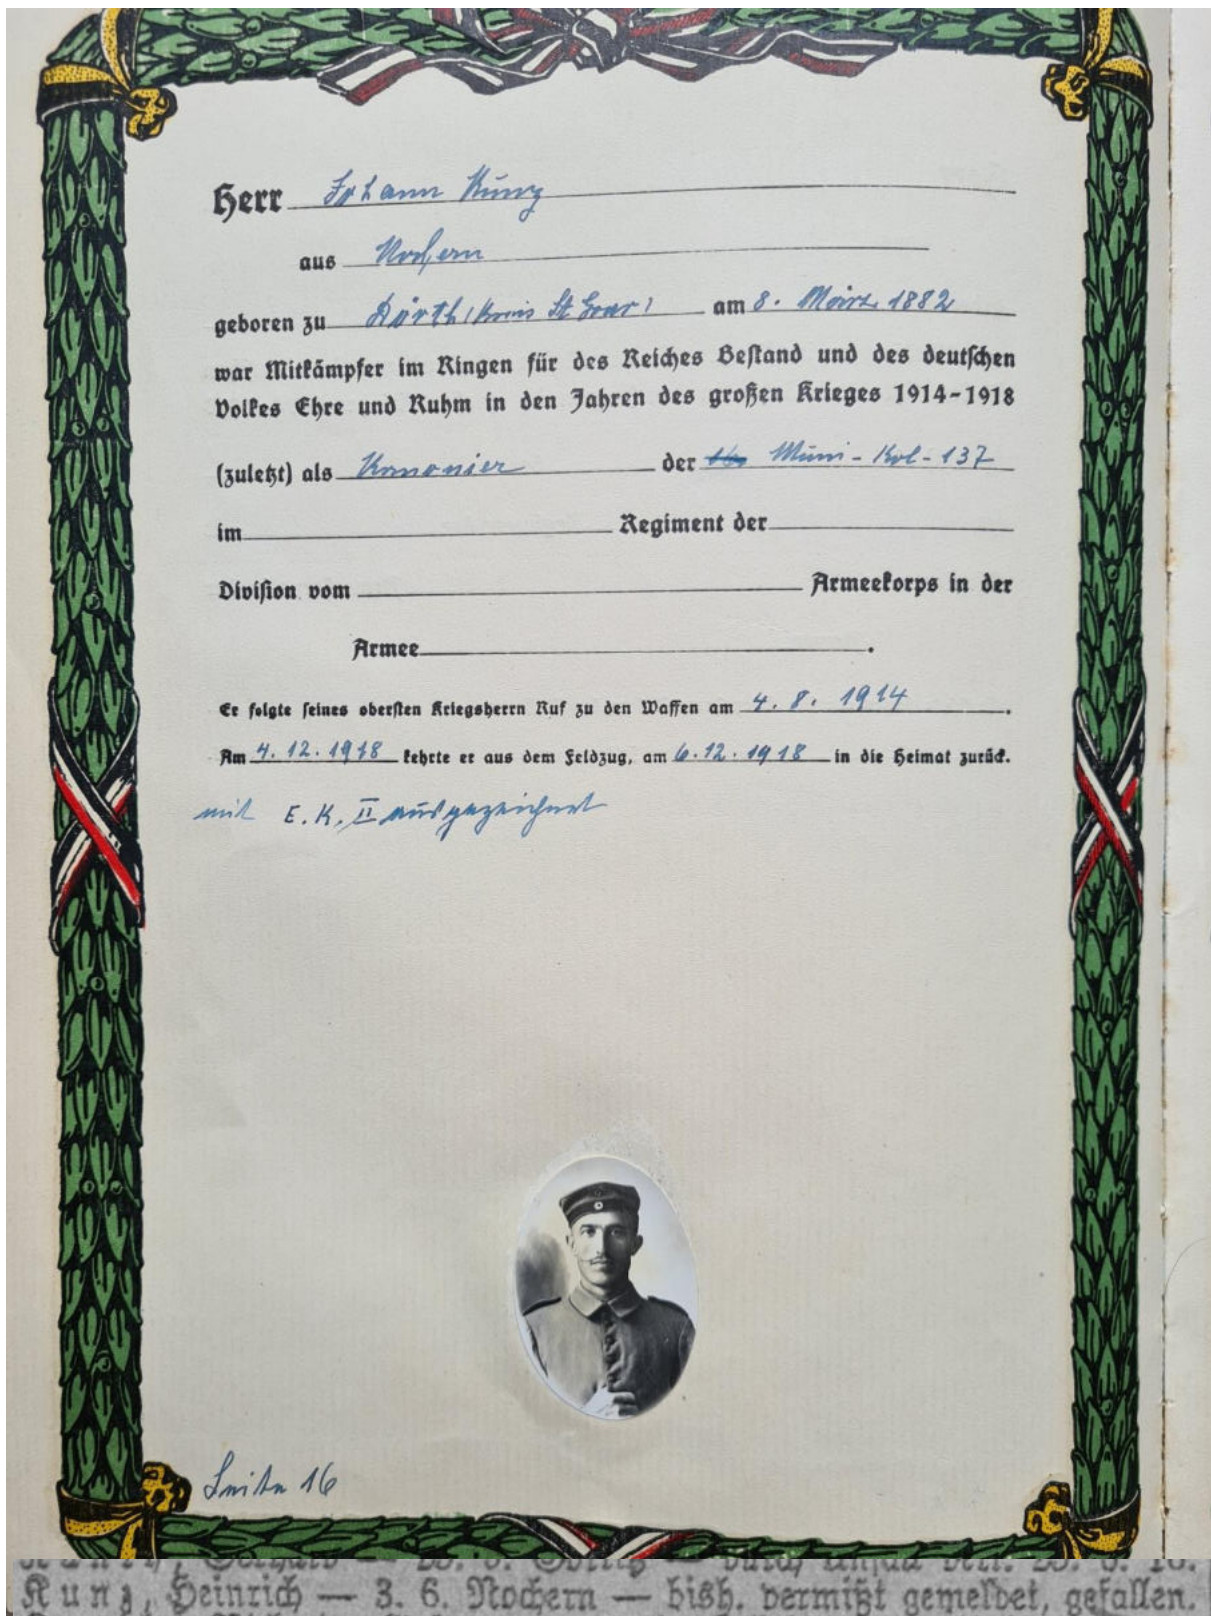 Herr Johann Kunz
aus Nochern
geboren zu Dörth (Kreis St Goar) am 8. März 1882
war Mitkämpfer im Ringen für des Reiches Bestand und des deutschen
Volkes Ehre und Ruhm in den Jahren des großen Krieges 1914-1918
(zuletzt) als Kanonier der Muni-Kol-137
im Regiment der
Division vom Armeekorps in der
Armee .
Er folgte seines obersten Kriegsherrn Ruf zu den Waffen am 4. 8. 1914 .
Am 4. 12. 1918 kehrte er aus dem Feldzug, am 6. 12. 1918 in die Heimat zurück.
mit E. K. II ausgezeichnet
Seite 16
Kunz, Heinrich — 3. 6. Nochern — bish. vermißt gemeldet, gefallen.